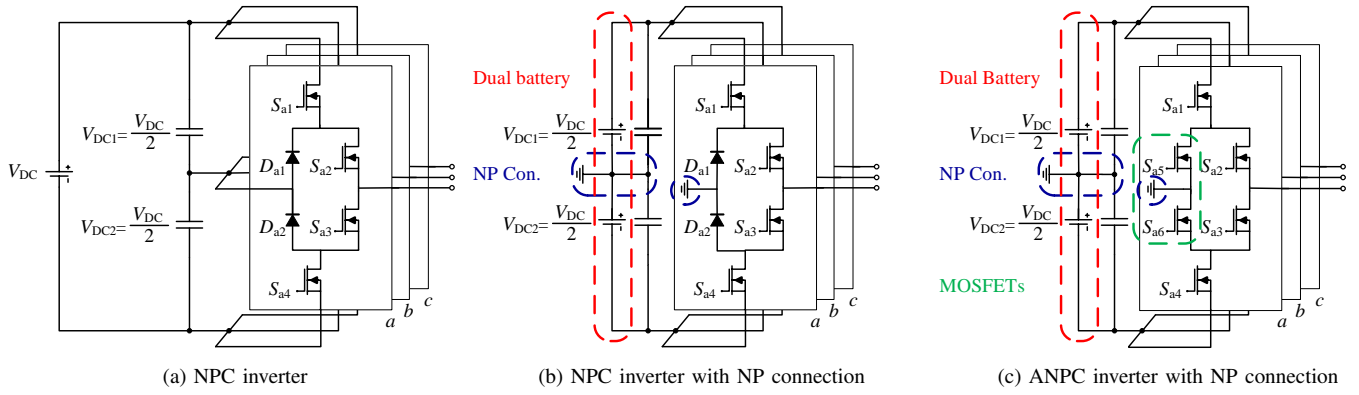 V_DC
V_DC1=V_DC/2
V_DC2=V_DC/2
S_a1
D_a1
S_a2
D_a2
S_a3
S_a4
a
b
c
(a) NPC inverter
Dual battery
V_DC1=V_DC/2
NP Con.
V_DC2=V_DC/2
S_a1
D_a1
S_a2
D_a2
S_a3
S_a4
a
b
c
(b) NPC inverter with NP connection
Dual Battery
V_DC1=V_DC/2
NP Con.
V_DC2=V_DC/2
MOSFETs
S_a1
S_a5
S_a2
S_a6
S_a3
S_a4
a
b
c
(c) ANPC inverter with NP connection